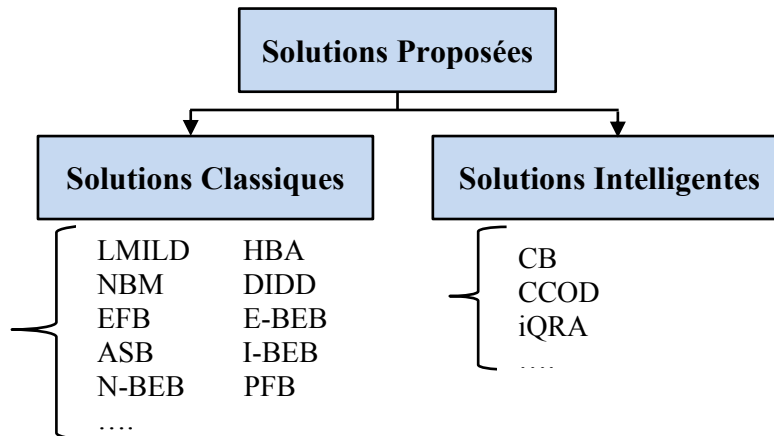 Solutions Proposées
Solutions Classiques
Solutions Intelligentes
LMILD HBA
NBM DIDD
EFB E-BEB
ASB I-BEB
N-BEB PFB
….
CB
CCOD
iQRA
….